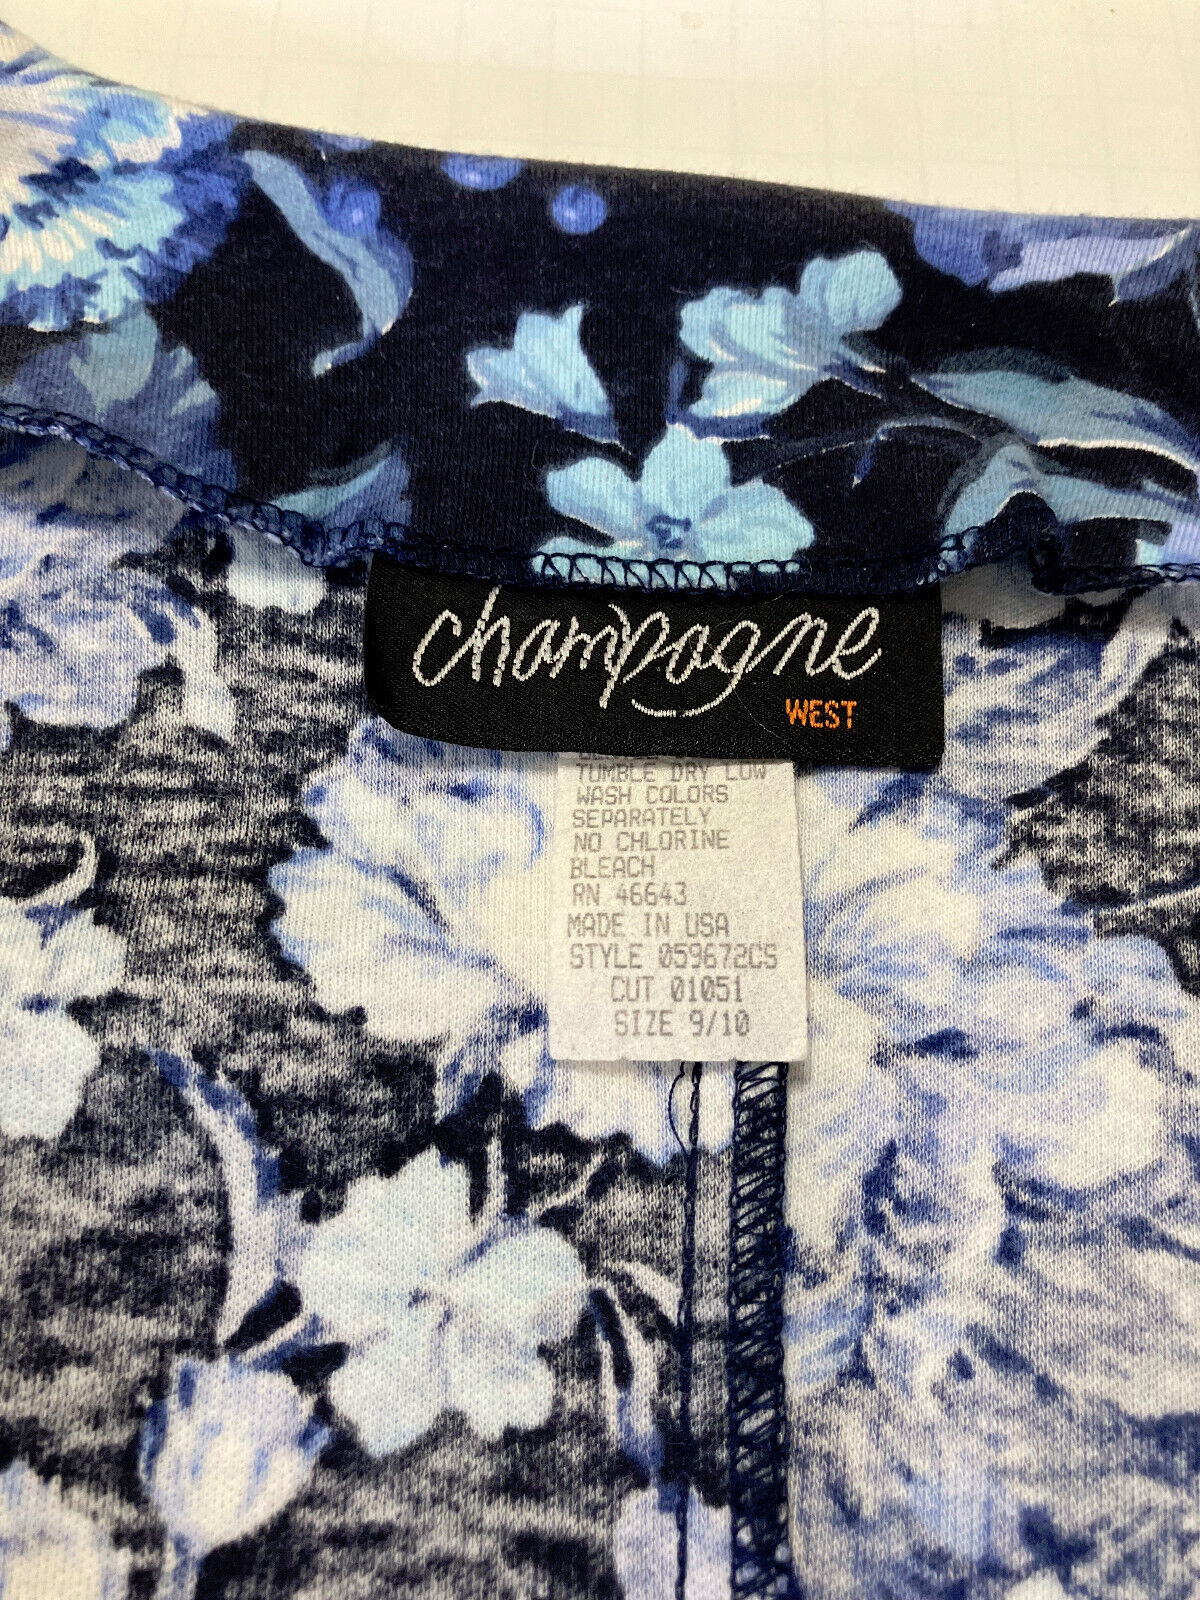 champagne
WEST
TUMBLE DRY LOW
WASH COLORS
SEPARATELY
NO CHLORINE
BLEACH
RN 46643
MADE IN USA
STYLE 059672CS
CUT 01051
SIZE 9/10